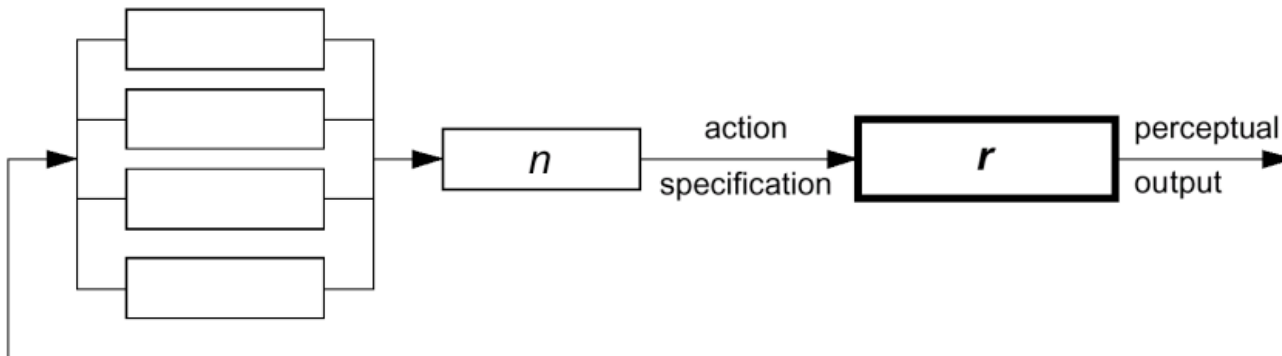 n
action
specification
r
perceptual
output